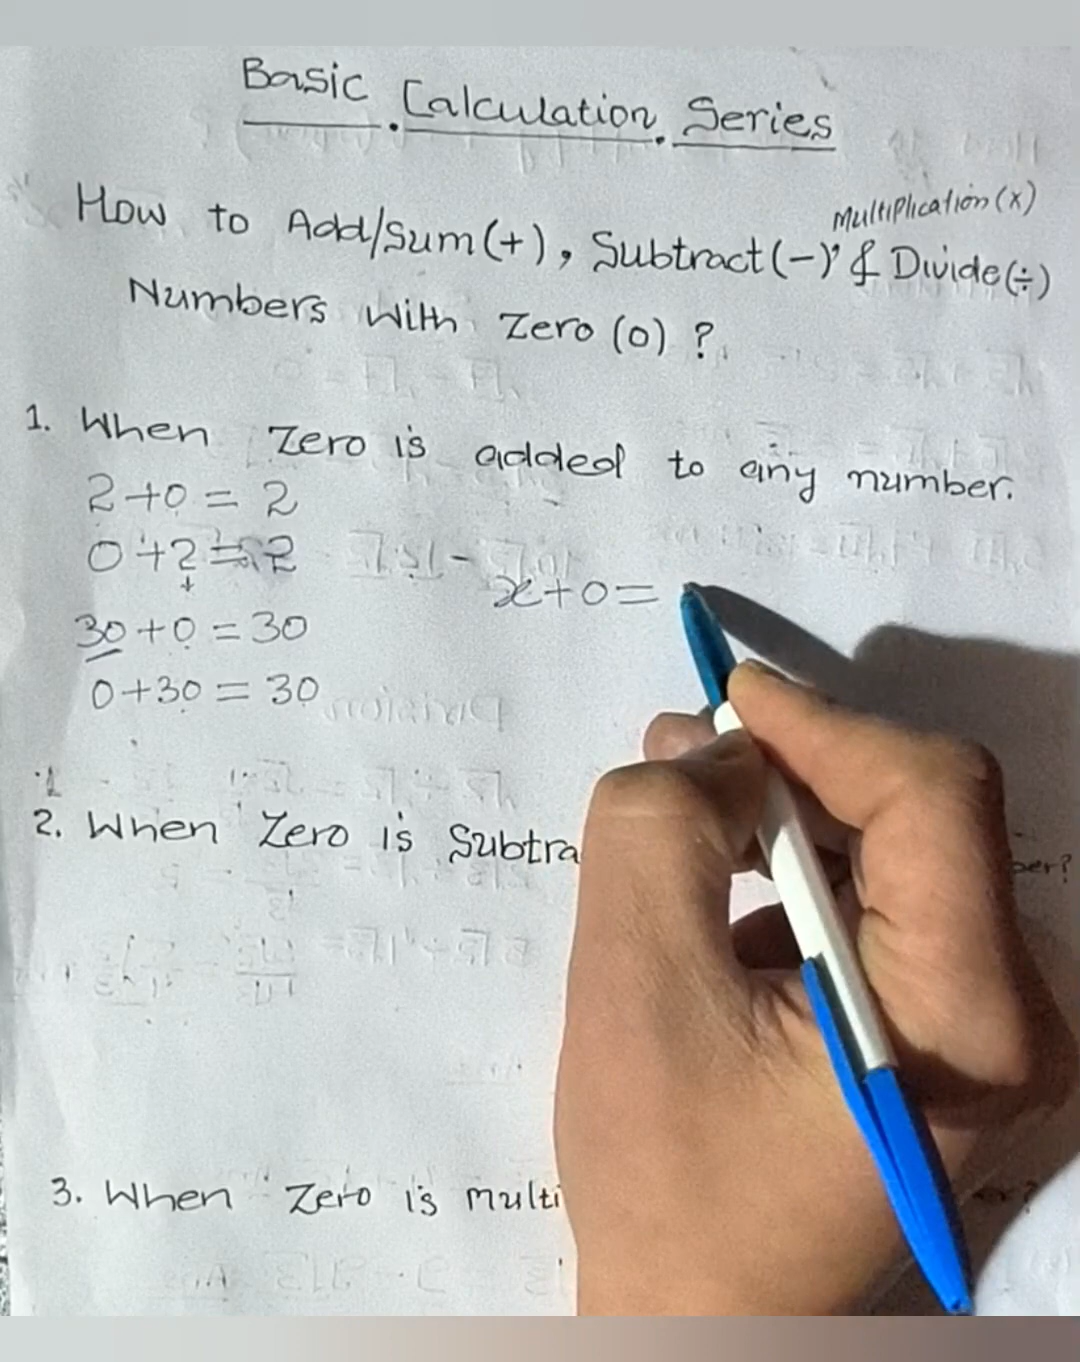 Basic Calculation Series
How to Add/Sum(+), Subtract(-), Multiplication(x) & Divide(÷)
Numbers with Zero (0) ?
1. When Zero is added to any number.
2+0 = 2
0+2=2
x+0=
30+0=30
0+30=30
2. When Zero is Subtra
3. When Zero is multi